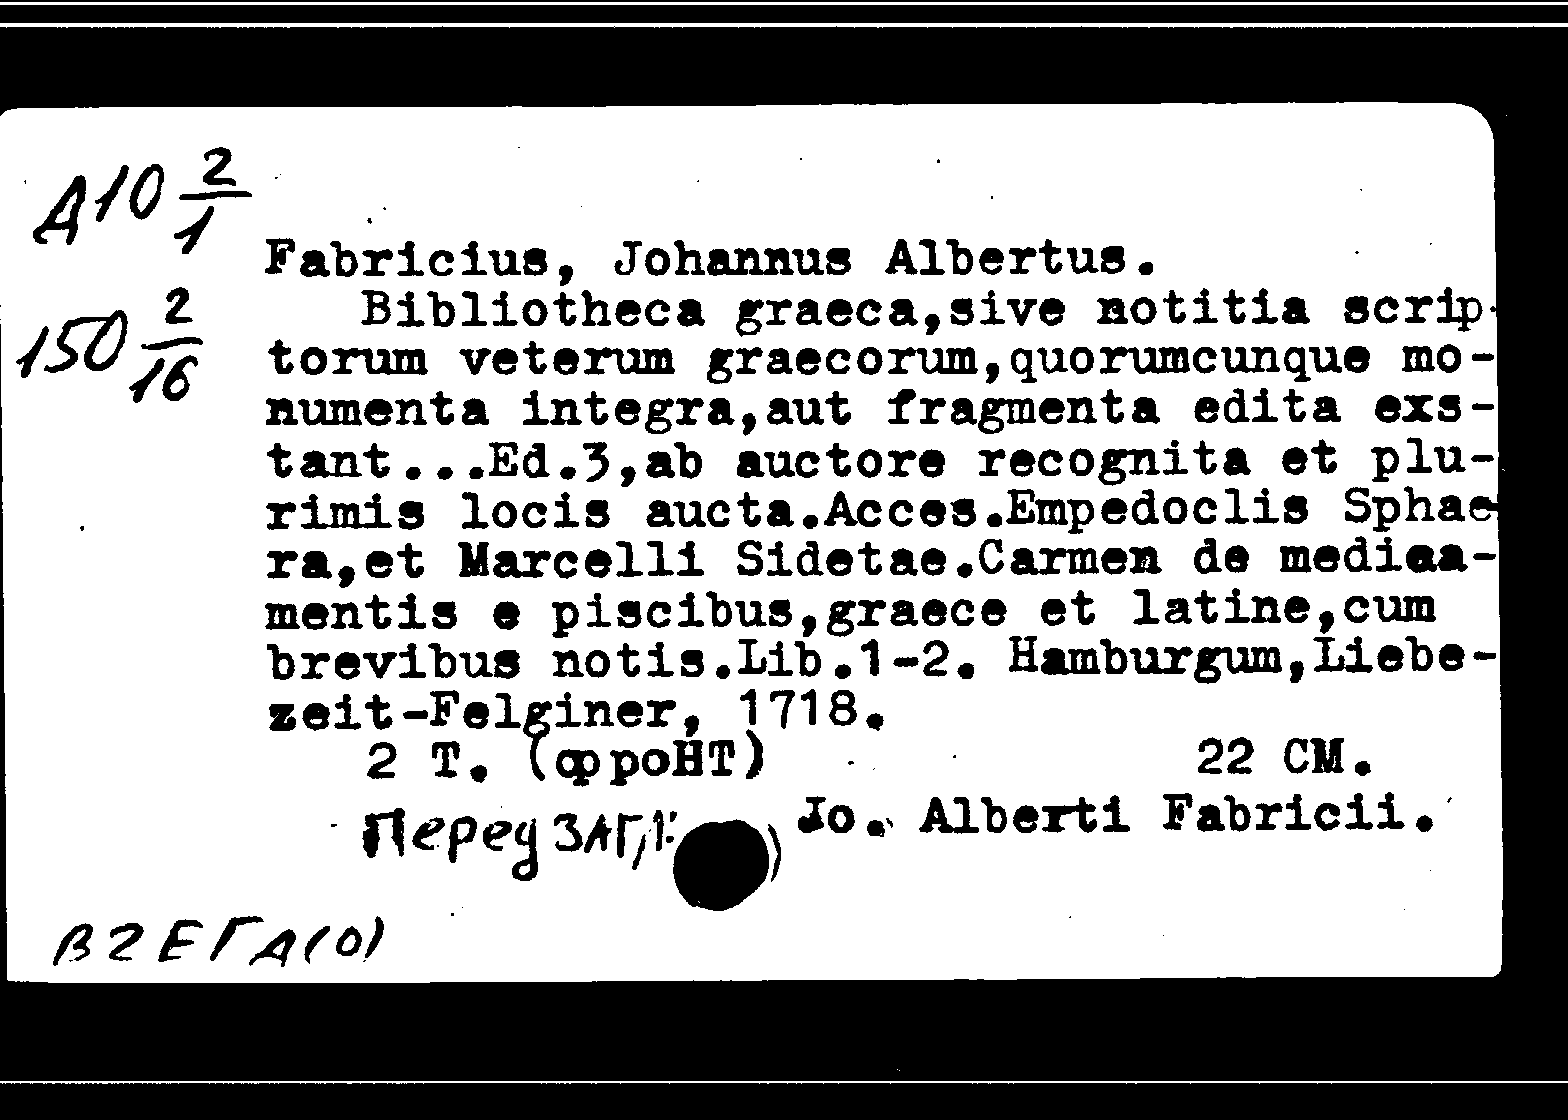 А10 2/1
Fabricius, Johannus Albertus.
150 2/16
Bibliotheca graeca,sive notitia scrip-
torum veterum graecorum,quorumcunque mo-
numenta integra,aut fragmenta edita exs-
tant...Ed.3,ab auctore recognita et plu-
rimis locis aucta.Acces.Empedoclis Sphae-
ra,et Marcelli Sidetae.Carmen de medica-
mentis e piscibus,graece et latine,cum
brevibus notis.Lib.1-2. Hamburgum,Liebe-
zeit-Felginer, 1718.
2 Т. (фроНТ) 22 СМ.
Перед ЗАГЛ: Jo. Alberti Fabricii.
В2ЕГА(0)